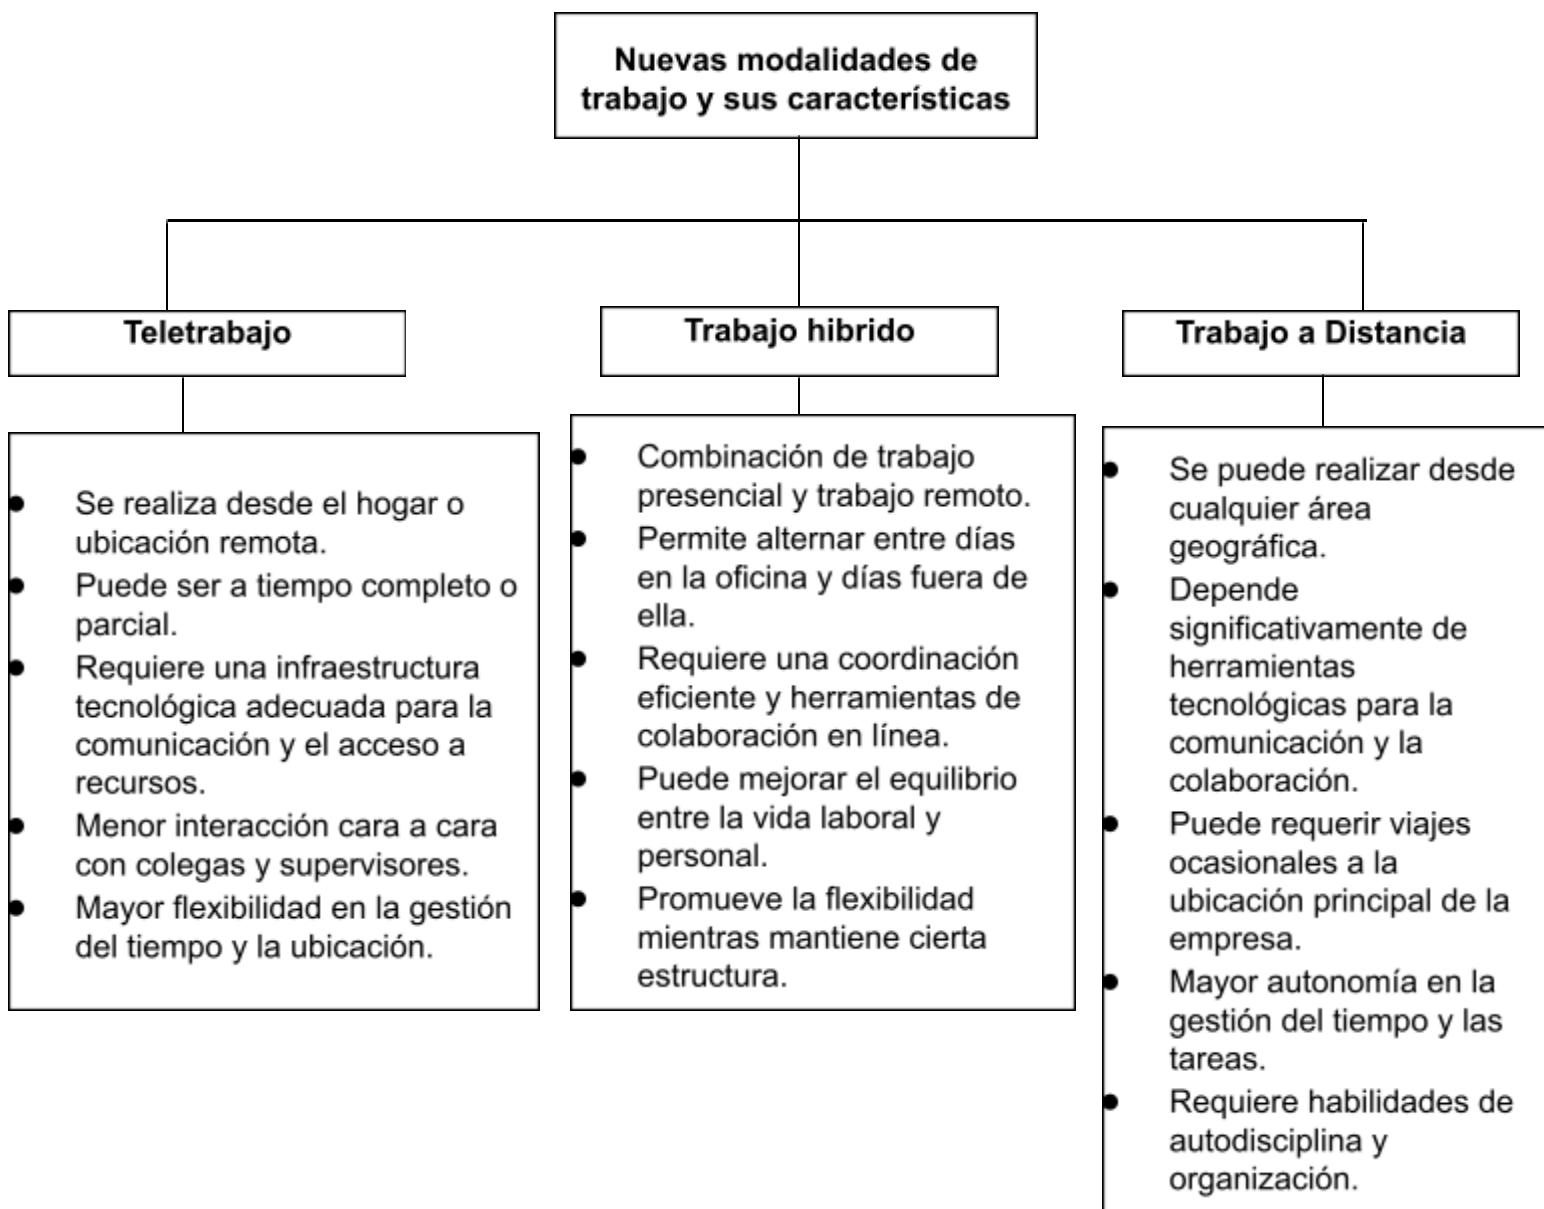 Nuevas modalidades de
trabajo y sus características
Teletrabajo
Se realiza desde el hogar o
ubicación remota.
Puede ser a tiempo completo o
parcial.
Requiere una infraestructura
tecnológica adecuada para la
comunicación y el acceso a
recursos.
Menor interacción cara a cara
con colegas y supervisores.
Mayor flexibilidad en la gestión
del tiempo y la ubicación.
Trabajo hibrido
Combinación de trabajo
presencial y trabajo remoto.
Permite alternar entre días
en la oficina y días fuera de
ella.
Requiere una coordinación
eficiente y herramientas de
colaboración en línea.
Puede mejorar el equilibrio
entre la vida laboral y
personal.
Promueve la flexibilidad
mientras mantiene cierta
estructura.
Trabajo a Distancia
Se puede realizar desde
cualquier área
geográfica.
Depende
significativamente de
herramientas
tecnológicas para la
comunicación y la
colaboración.
Puede requerir viajes
ocasionales a la
ubicación principal de la
empresa.
Mayor autonomía en la
gestión del tiempo y las
tareas.
Requiere habilidades de
autodisciplina y
organización.